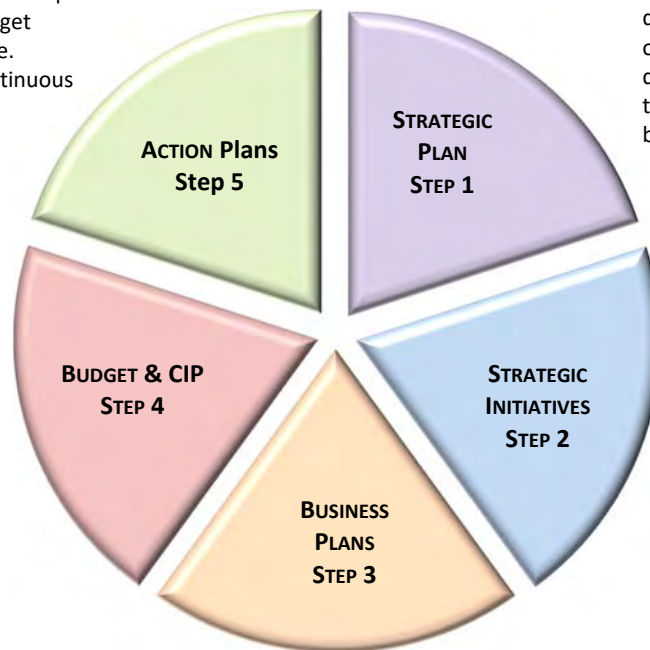 get
e.
tinuous
ACTION Plans
Step 5
STRATEGIC
PLAN
STEP 1
STRATEGIC
INITIATIVES
STEP 2
BUSINESS
PLANS
STEP 3
BUDGET & CIP
STEP 4